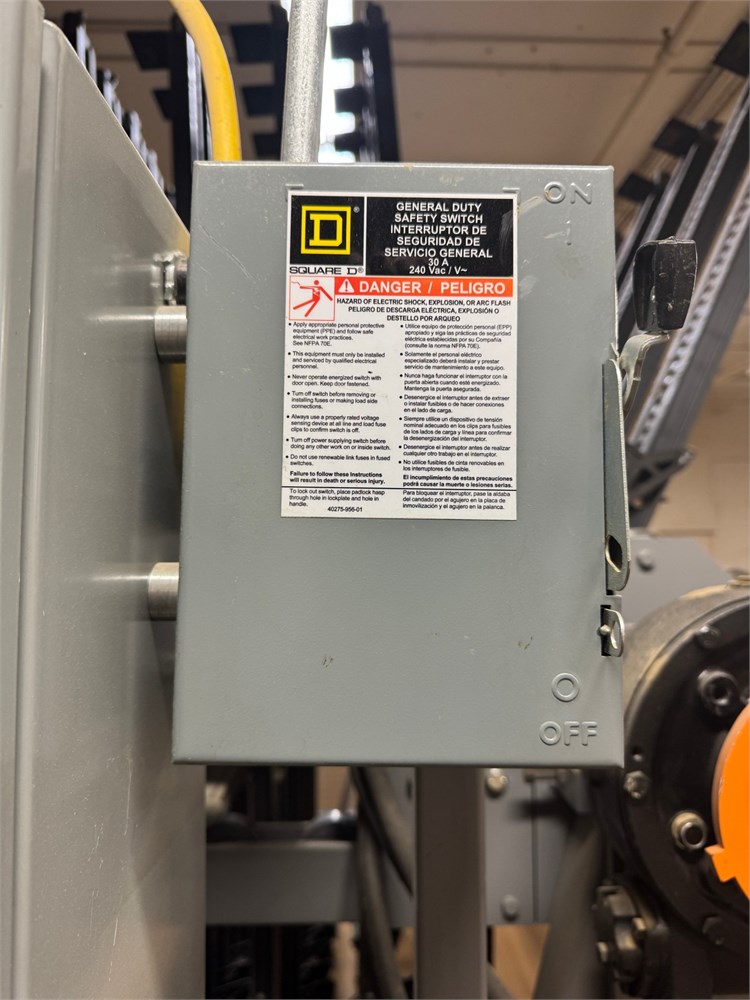 ON
I
D®
SQUARE D®
GENERAL DUTY
SAFETY SWITCH
INTERRUPTOR DE
SEGURIDAD DE
SERVICIO GENERAL
30 A
240 Vac / V~
DANGER / PELIGRO
HAZARD OF ELECTRIC SHOCK, EXPLOSION, OR ARC FLASH
PELIGRO DE DESCARGA ELÉCTRICA, EXPLOSIÓN O
DESTELLO POR ARQUEO
• Apply appropriate personal protective
equipment (PPE) and follow safe
electrical work practices.
See NFPA 70E.
• This equipment must only be installed
and serviced by qualified electrical
personnel.
• Never operate energized switch with
door open. Keep door fastened.
• Turn off switch before removing or
installing fuses or making load side
connections.
• Always use a properly rated voltage
sensing device at all line and load fuse
clips to confirm switch is off.
• Turn off power supplying switch before
doing any other work on or inside switch.
• Do not use renewable link fuses in fused
switches.
Failure to follow these Instructions
will result in death or serious injury.
• Utilice equipo de protección personal (EPP)
apropiado y siga las prácticas de seguridad
eléctrica establecidas por su Compañía
(consulte la norma NFPA 70E).
• Solamente el personal eléctrico
especializado deberá instalar y prestar
servicio de mantenimiento a este equipo.
• Nunca haga funcionar el interruptor con la
puerta abierta cuando esté energizado.
Mantenga la puerta asegurada.
• Desenergice el interruptor antes de extraer
o instalar fusibles o de hacer conexiones
en el lado de carga.
• Siempre utilice un dispositivo de tensión
nominal adecuado en los clips para fusibles
de los lados de carga y línea para confirmar
la desenergización del interruptor.
• Desenergice el interruptor antes de realizar
cualquier otro trabajo en el interruptor.
• No utilice fusibles de cinta renovables en
los interruptores de fusible.
El incumplimiento de estas precauciones
podrá causar la muerte o lesiones serias.
To lock out switch, place padlock hasp
through hole in lockplate and hole in
handle.
40275-956-01
Para bloquear el interruptor, pase la aldaba
del candado por el agujero en la placa de
inmovilización y el agujero en la palanca.
O
OFF